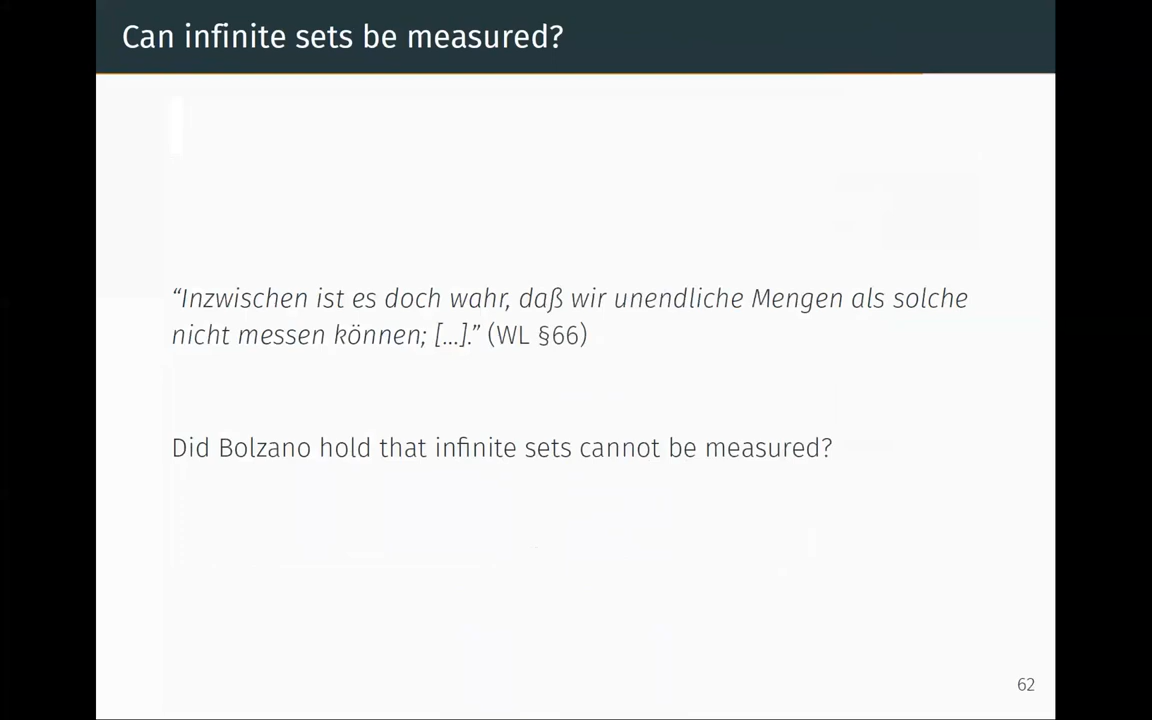 Can infinite sets be measured?
“Inzwischen ist es doch wahr, daß wir unendliche Mengen als solche
nicht messen können; [...].” (WL §66)
Did Bolzano hold that infinite sets cannot be measured?
62